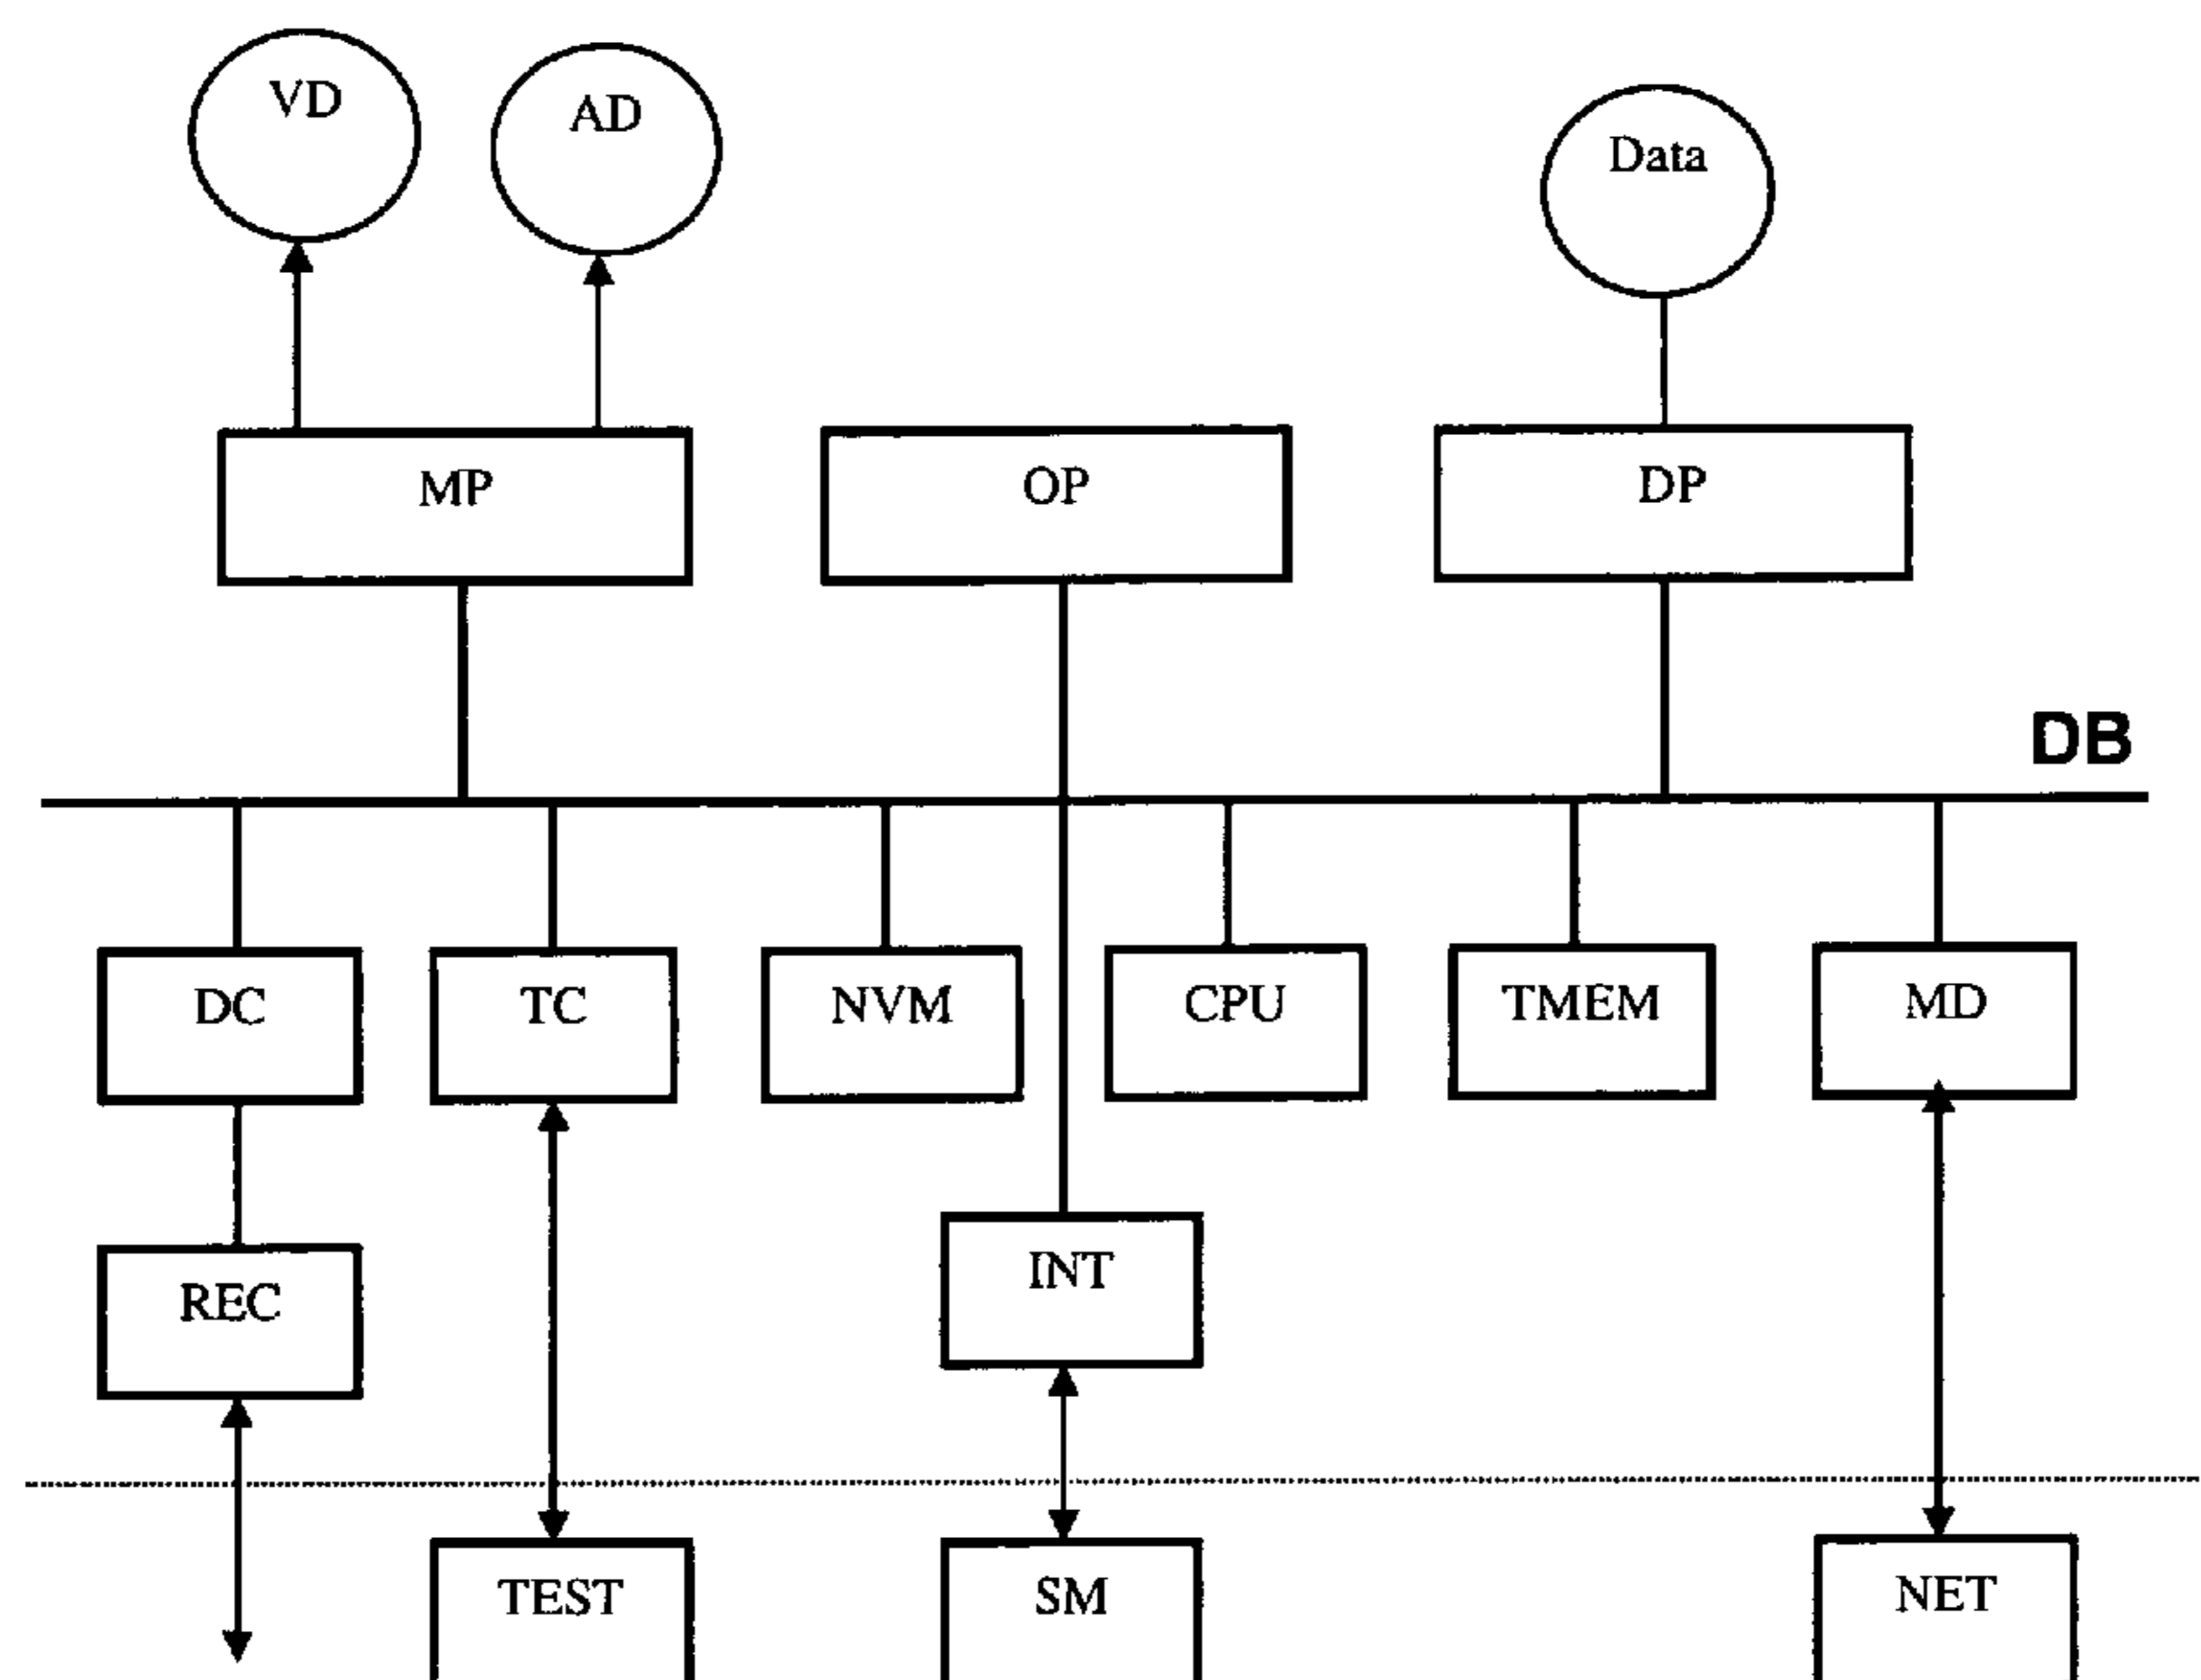 VD
AD
Data
MP
OP
DP
DB
DC
TC
NVM
CPU
TMEM
MD
REC
INT
TEST
SM
NET